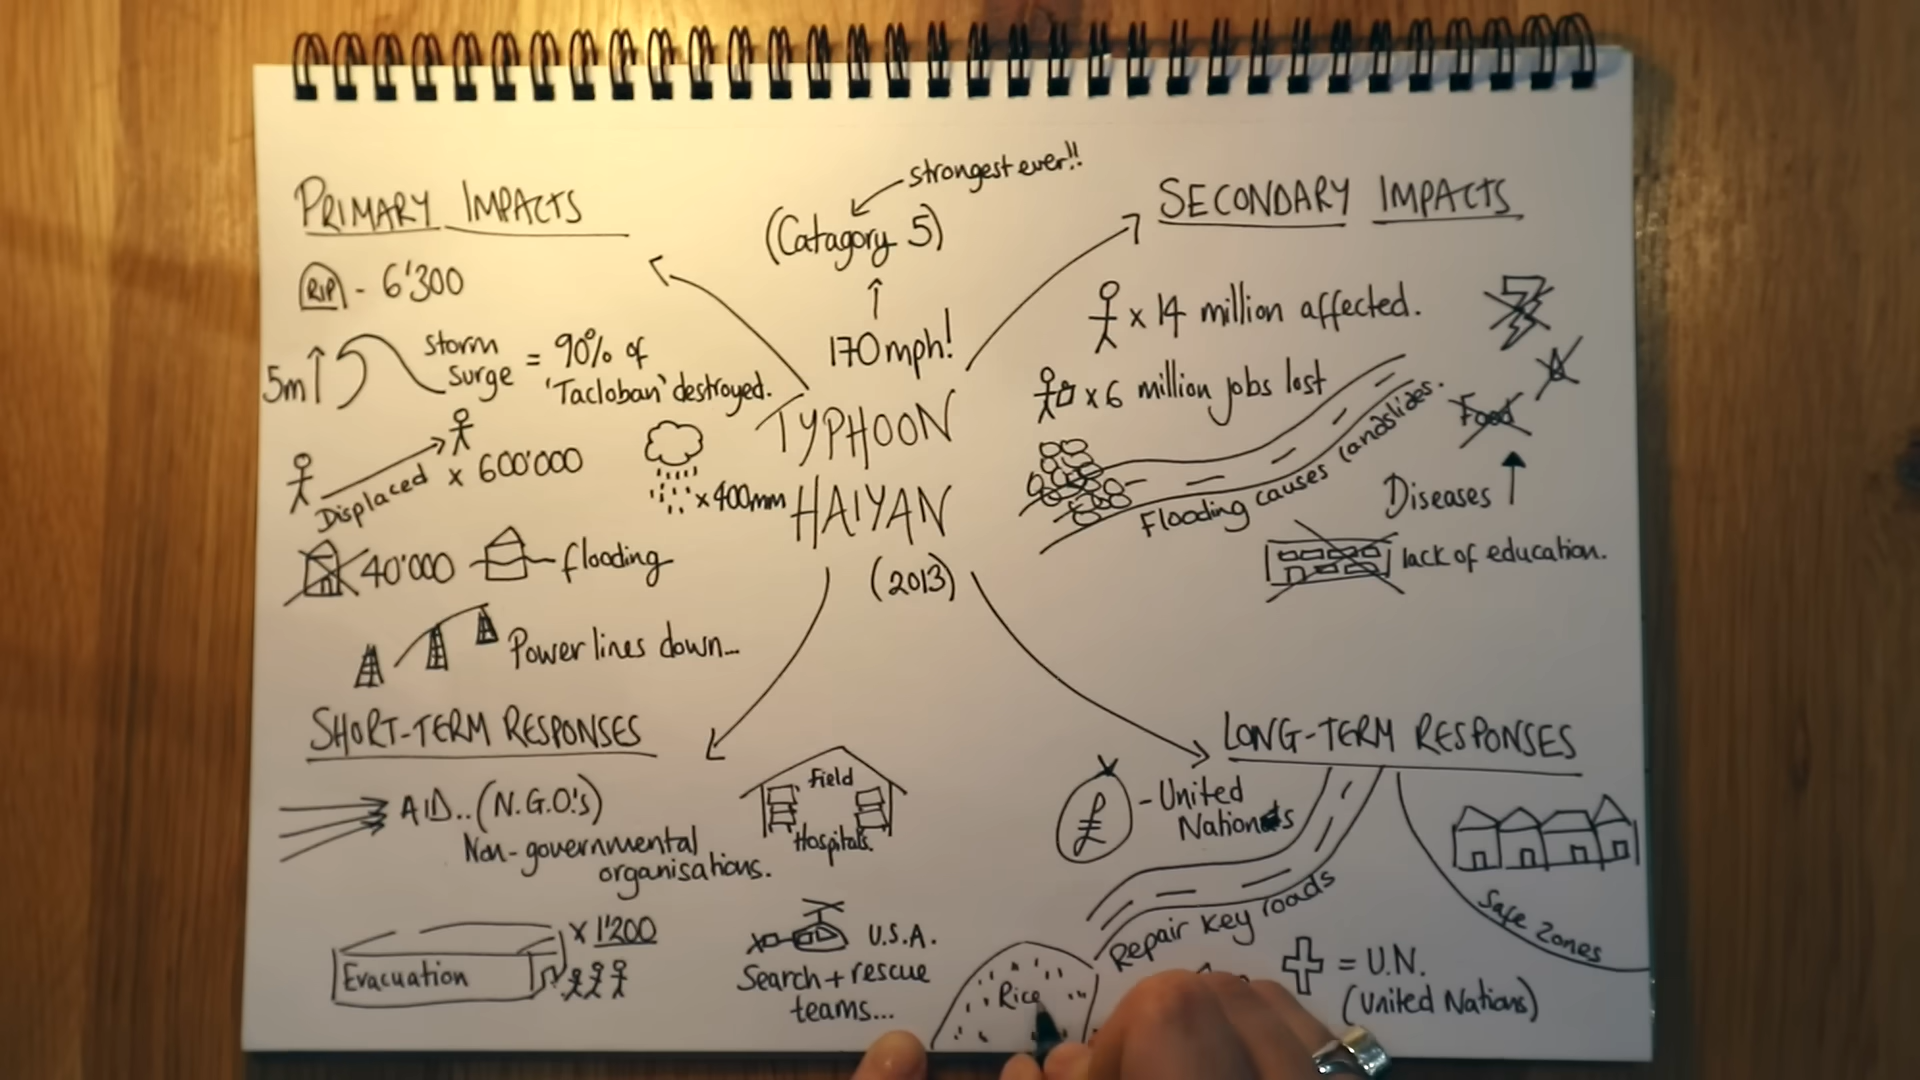 strongest ever!!
(Catagory 5)
170mph!
TYPHOON
HAIYAN
(2013)
x 400mm
PRIMARY IMPACTS
RIP - 6'300
5m
Storm
Surge = 90% of
'Tacloban' destroyed.
Displaced x 600'000
40'000
flooding
Power lines down...
SECONDARY IMPACTS
x 14 million affected.
x 6 million jobs lost
Flooding causes landslides.
Food
Diseases
lack of education.
SHORT-TERM RESPONSES
AID..(N.G.O.'s)
Non-governmental
organisations.
Field
Hospitals.
Evacuation
x 1'200
U.S.A.
Search + rescue
teams...
LONG-TERM RESPONSES
£ - United
Nations
Repair key roads
Safe Zones
= U.N.
(United Nations)
Rice